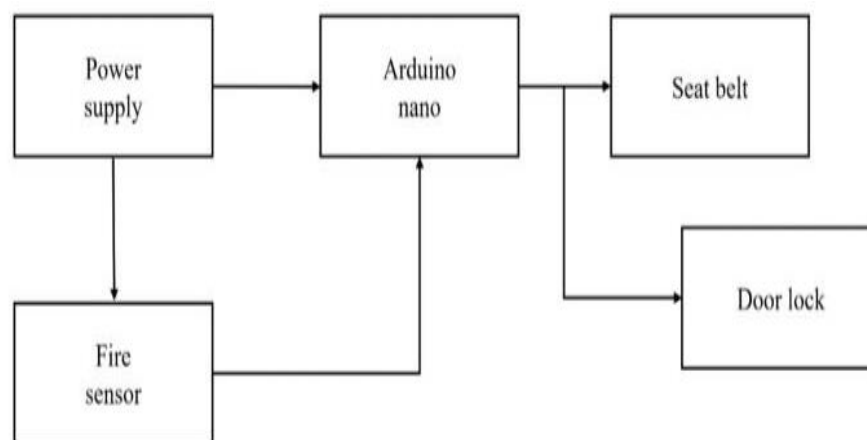 Power
supply
Arduino
nano
Seat belt
Door lock
Fire
sensor